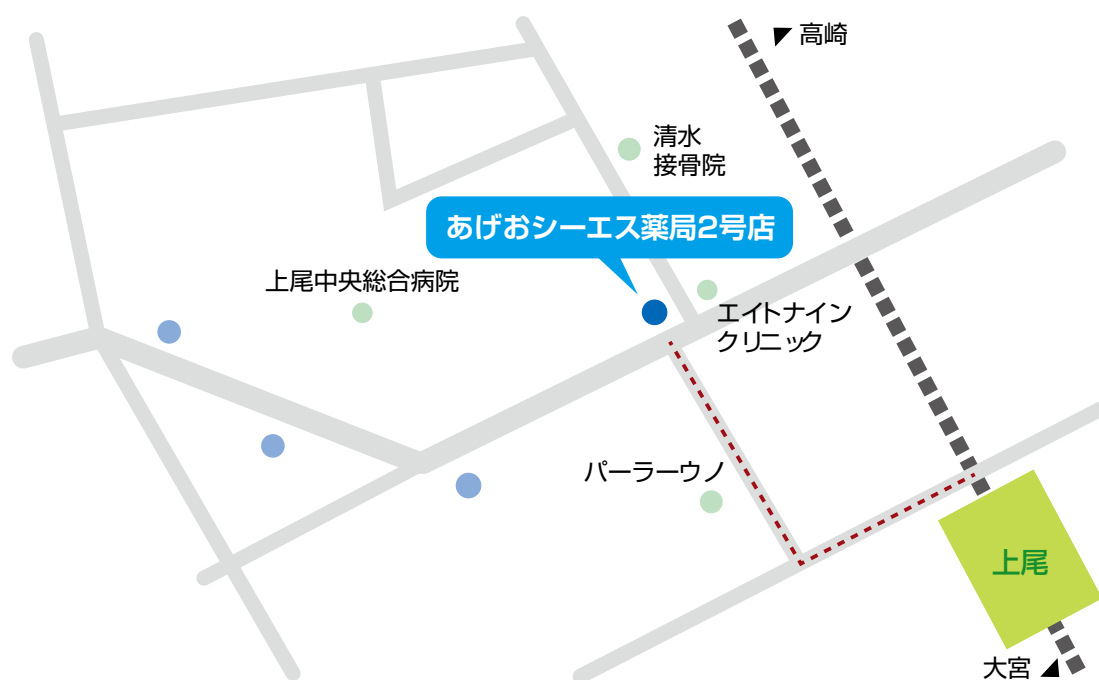 高崎
清水
接骨院
あげおシーエス薬局2号店
上尾中央総合病院
エイトナイン
クリニック
パーラーウノ
上尾
大宮